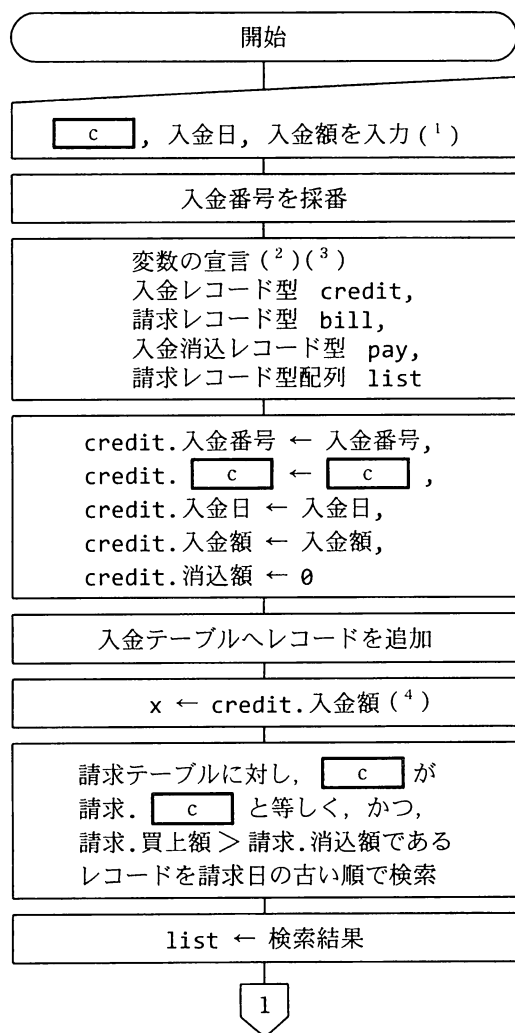 開始
c , 入金日, 入金額を入力(¹)
入金番号を採番
変数の宣言(²)(³)
入金レコード型 credit,
請求レコード型 bill,
入金消込レコード型 pay,
請求レコード型配列 list
credit.入金番号 ← 入金番号,
credit. c ← c ,
credit.入金日 ← 入金日,
credit.入金額 ← 入金額,
credit.消込額 ← 0
入金テーブルへレコードを追加
x ← credit.入金額(⁴)
請求テーブルに対し, c が
請求. c と等しく, かつ,
請求.買上額 > 請求.消込額である
レコードを請求日の古い順で検索
list ← 検索結果
1